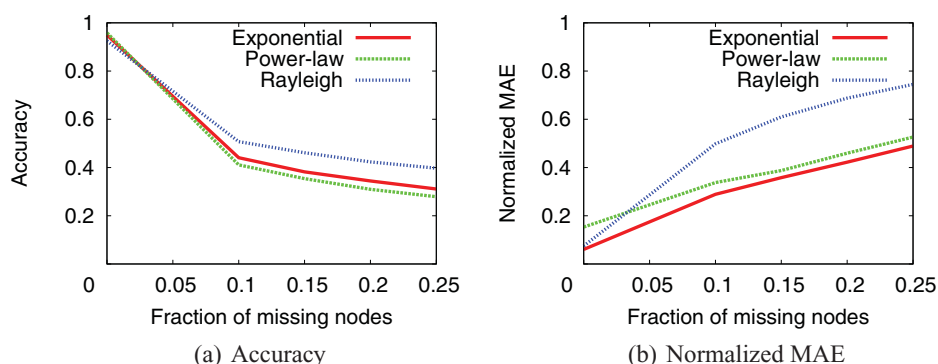 1
0.8
0.6
0.4
0.2
0
Accuracy
Exponential
Power-law
Rayleigh
0 0.05 0.1 0.15 0.2 0.25
Fraction of missing nodes
(a) Accuracy
1
0.8
0.6
0.4
0.2
Normalized MAE
Exponential
Power-law
Rayleigh
0 0.05 0.1 0.15 0.2 0.25
Fraction of missing nodes
(b) Normalized MAE